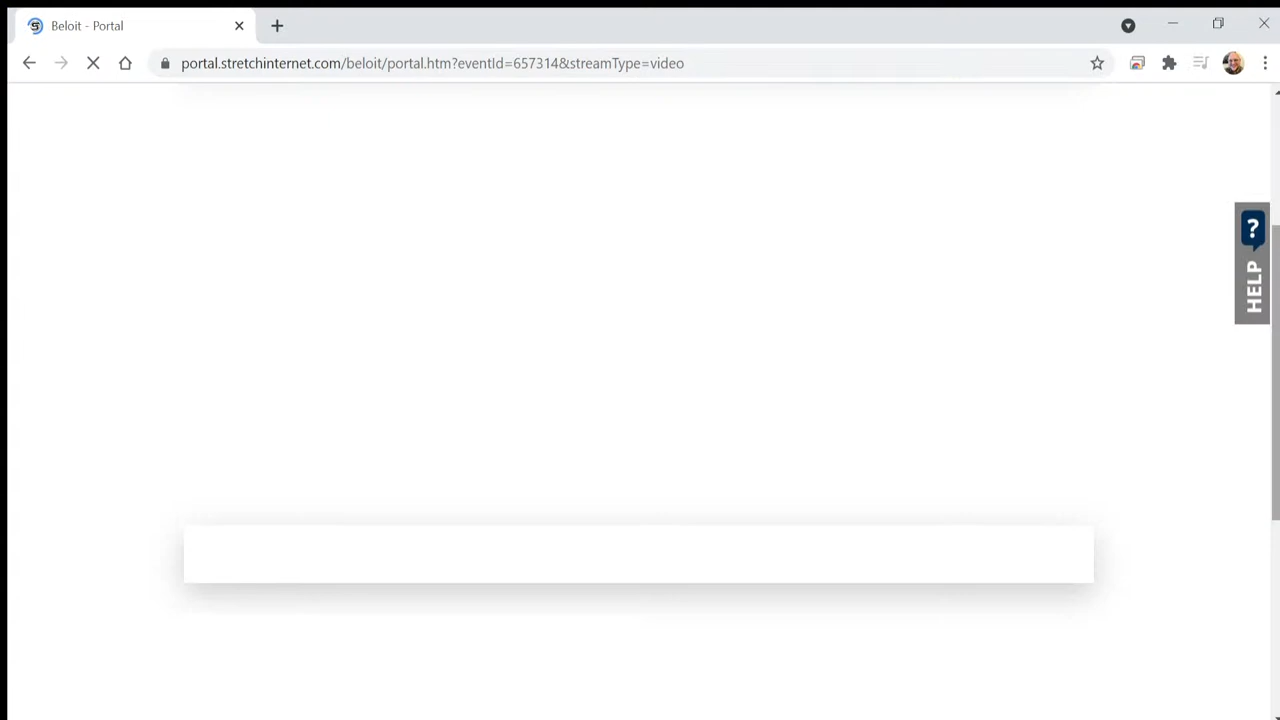 Beloit - Portal
portal.stretchinternet.com/beloit/portal.htm?eventId=657314&streamType=video
?
HELP